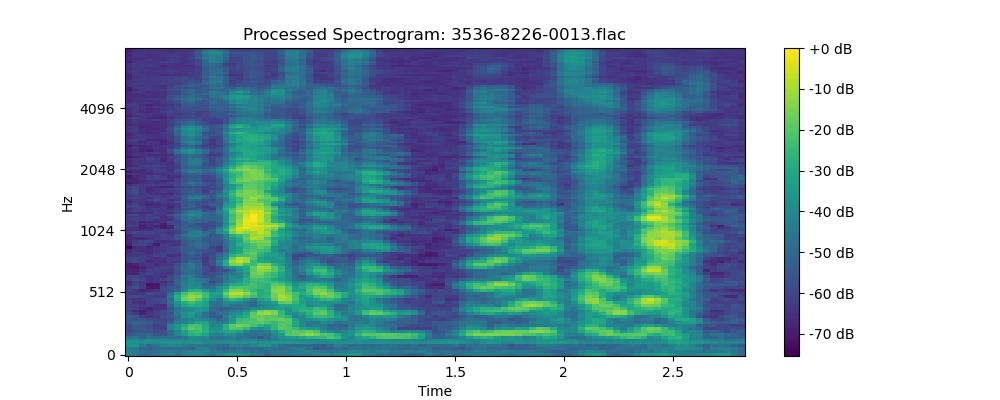 Processed Spectrogram: 3536-8226-0013.flac
Hz
4096
2048
1024
512
0
0
0.5
1
1.5
2
2.5
Time
+0 dB
-10 dB
-20 dB
-30 dB
-40 dB
-50 dB
-60 dB
-70 dB